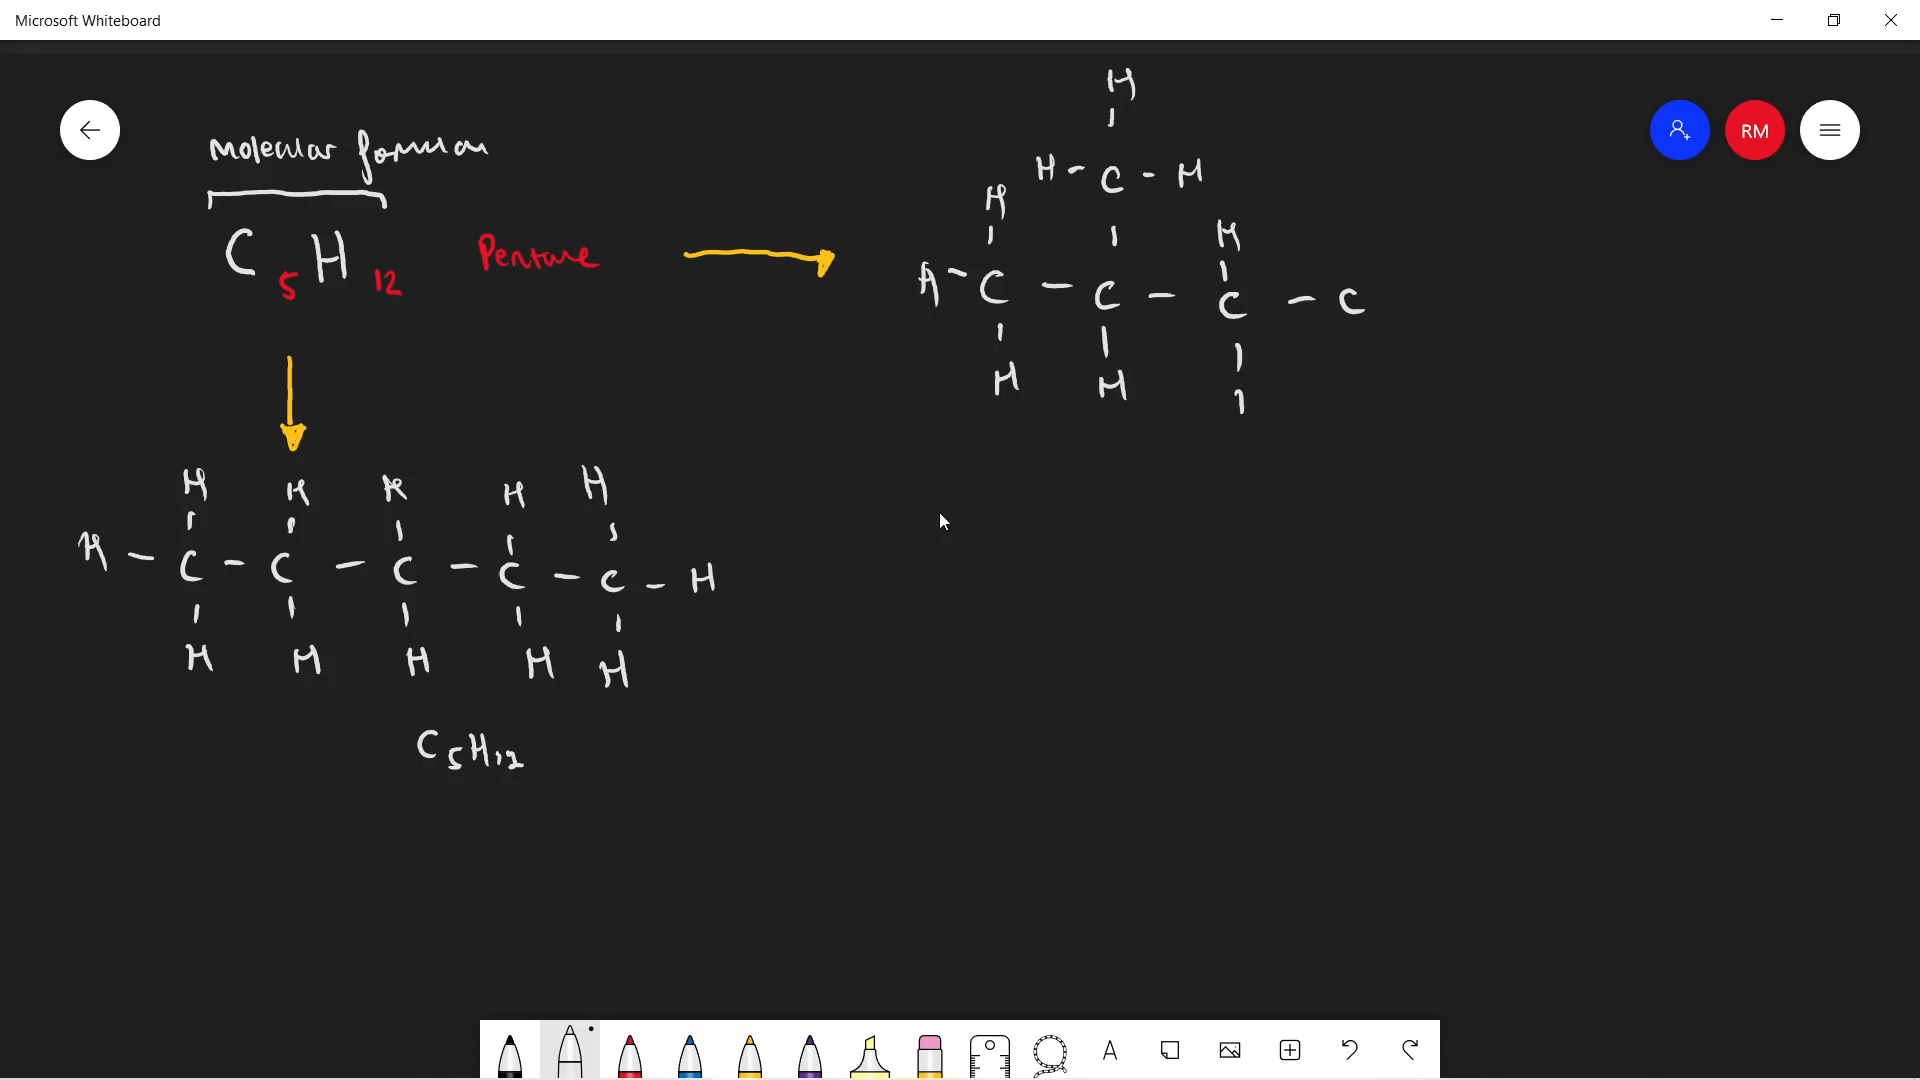 Microsoft Whiteboard
RM
Molecular formula
C5H12 Pentane
H
H - C - H
H H
H - C - C - C - C
H H
H H H H H
H - C - C - C - C - C - H
H H H H H
C5H12
A